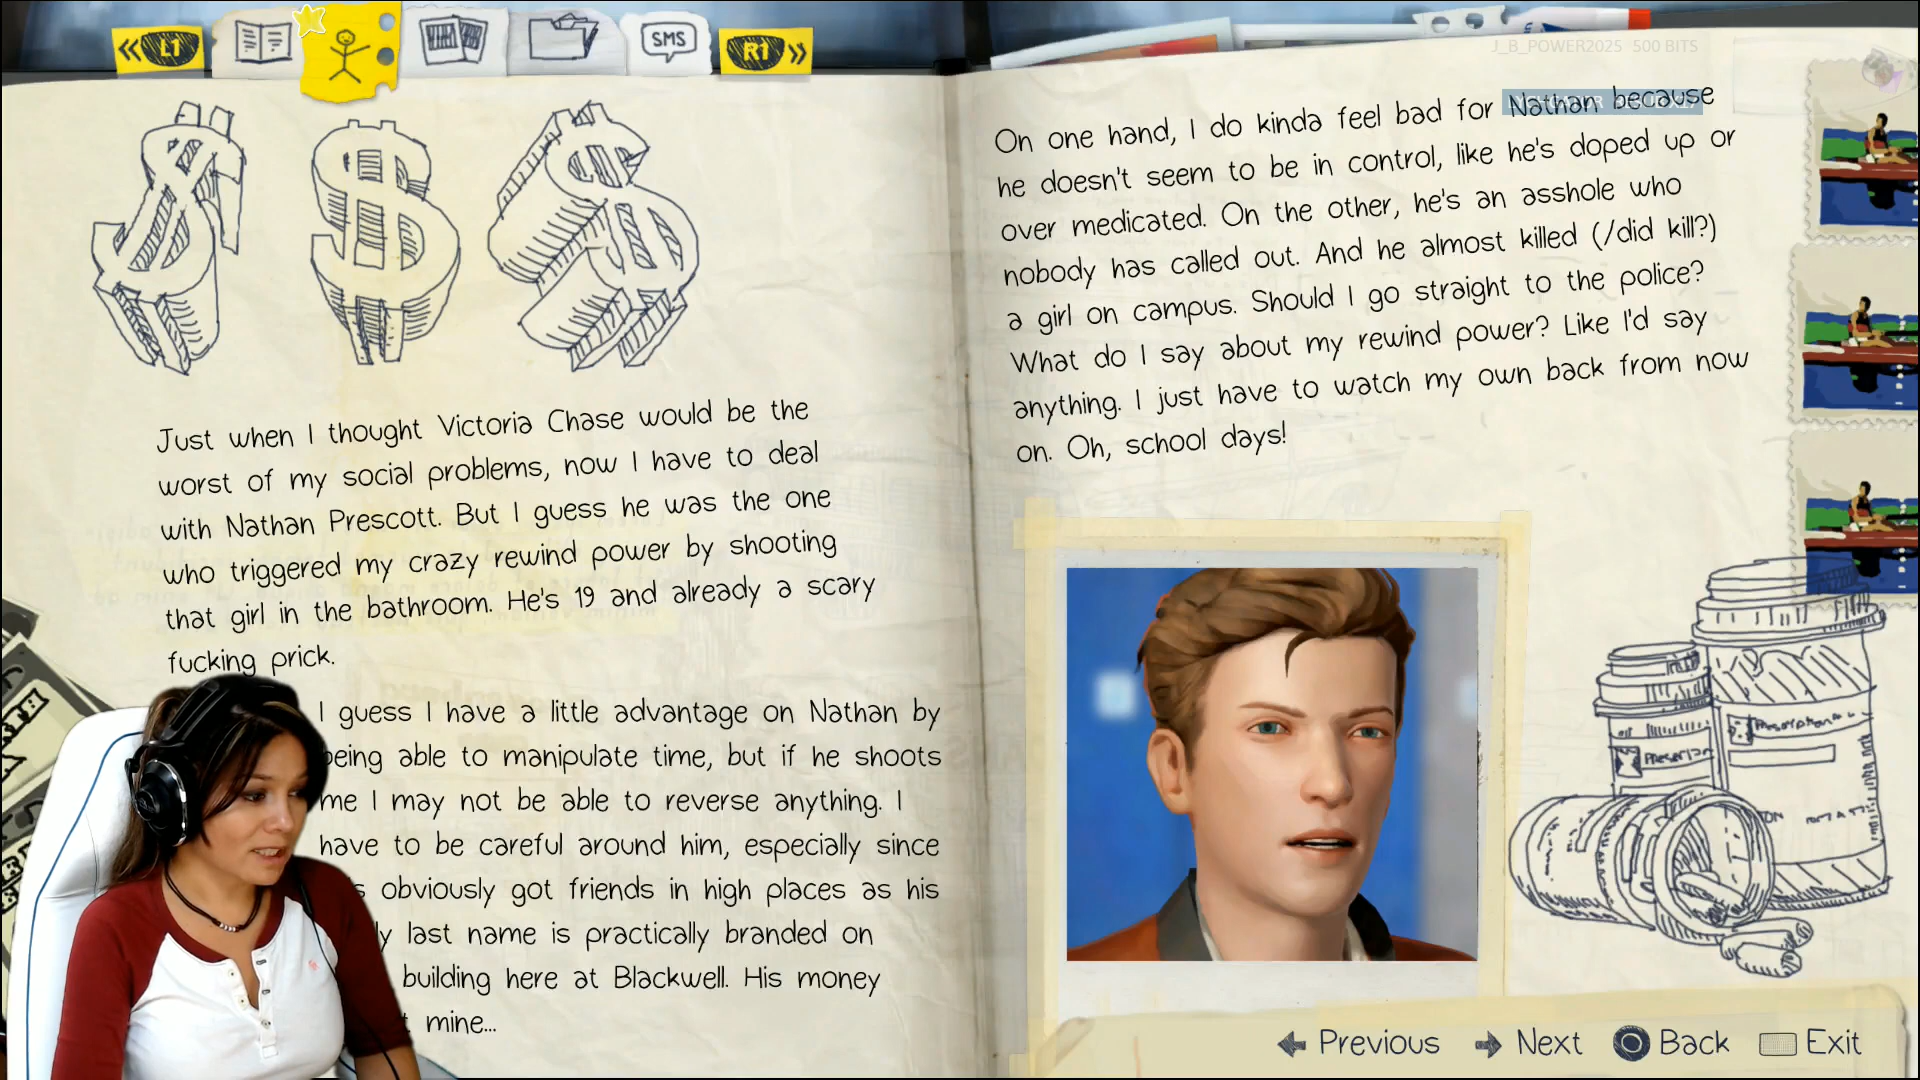 L1
SMS
R1
J_B_POWER2025 500 BITS
Just when I thought Victoria Chase would be the
worst of my social problems, now I have to deal
with Nathan Prescott. But I guess he was the one
who triggered my crazy rewind power by shooting
that girl in the bathroom. He's 19 and already a scary
fucking prick.
I guess I have a little advantage on Nathan by
being able to manipulate time, but if he shoots
me I may not be able to reverse anything. I
have to be careful around him, especially since
obviously got friends in high places as his
last name is practically branded on
building here at Blackwell. His money
mine...
On one hand, I do kinda feel bad for Nathan because
he doesn't seem to be in control, like he's doped up or
over medicated. On the other, he's an asshole who
nobody has called out. And he almost killed (/did kill?)
a girl on campus. Should I go straight to the police?
What do I say about my rewind power? Like I'd say
anything. I just have to watch my own back from now
on. Oh, school days!
Prescription
Previous
Next
Back
Exit